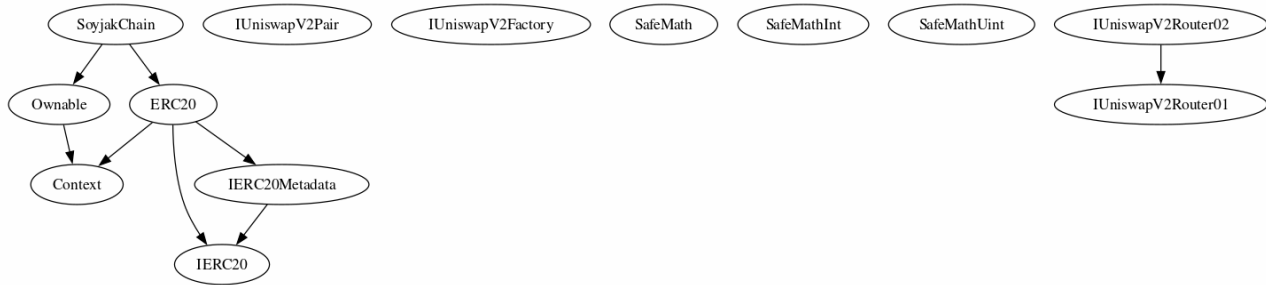 SoyjakChain
IUniswapV2Pair
IUniswapV2Factory
SafeMath
SafeMathInt
SafeMathUint
IUniswapV2Router02
Ownable
ERC20
IUniswapV2Router01
Context
IERC20Metadata
IERC20